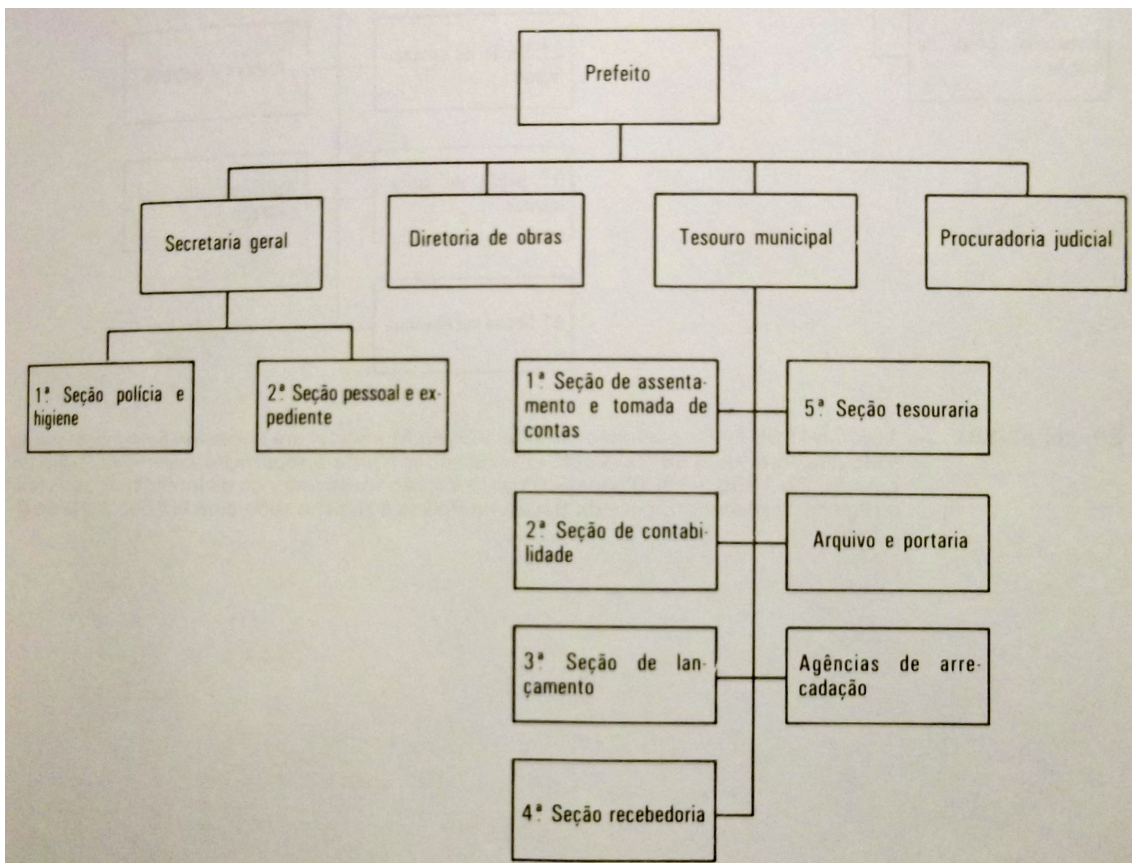 Prefeito
Secretaria geral
Diretoria de obras
Tesouro municipal
Procuradoria judicial
1ª Seção polícia e
higiene
2ª Seção pessoal e ex-
pediente
1ª Seção de assenta-
mento e tomada de
contas
5ª Seção tesouraria
2ª Seção de contabi-
lidade
Arquivo e portaria
3ª Seção de lan-
çamento
Agências de arre-
cadação
4ª Seção recebedoria